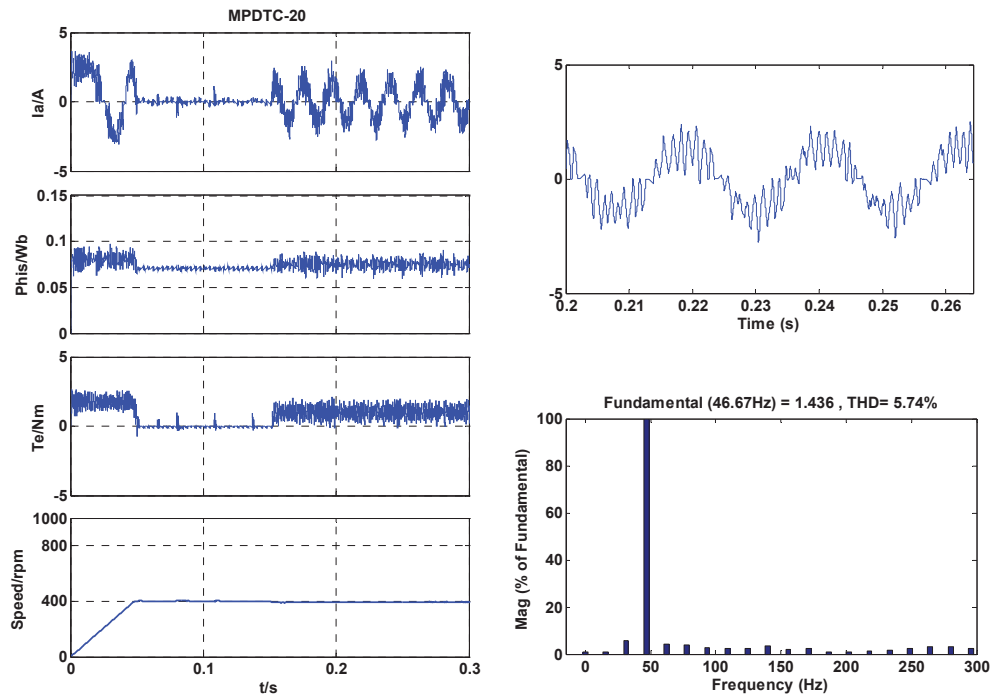 MPDTC-20
5
0
-5
Ia/A
0.15
0.1
0.05
0
Phis/Wb
5
0
-5
Te/Nm
1000
800
400
0
Speed/rpm
0 0.1 0.2 0.3
t/s
5
0
-5
0.2 0.21 0.22 0.23 0.24 0.25 0.26
Time (s)
Fundamental (46.67Hz) = 1.436 , THD= 5.74%
100
80
60
40
20
0
Mag (% of Fundamental)
0 50 100 150 200 250 300
Frequency (Hz)